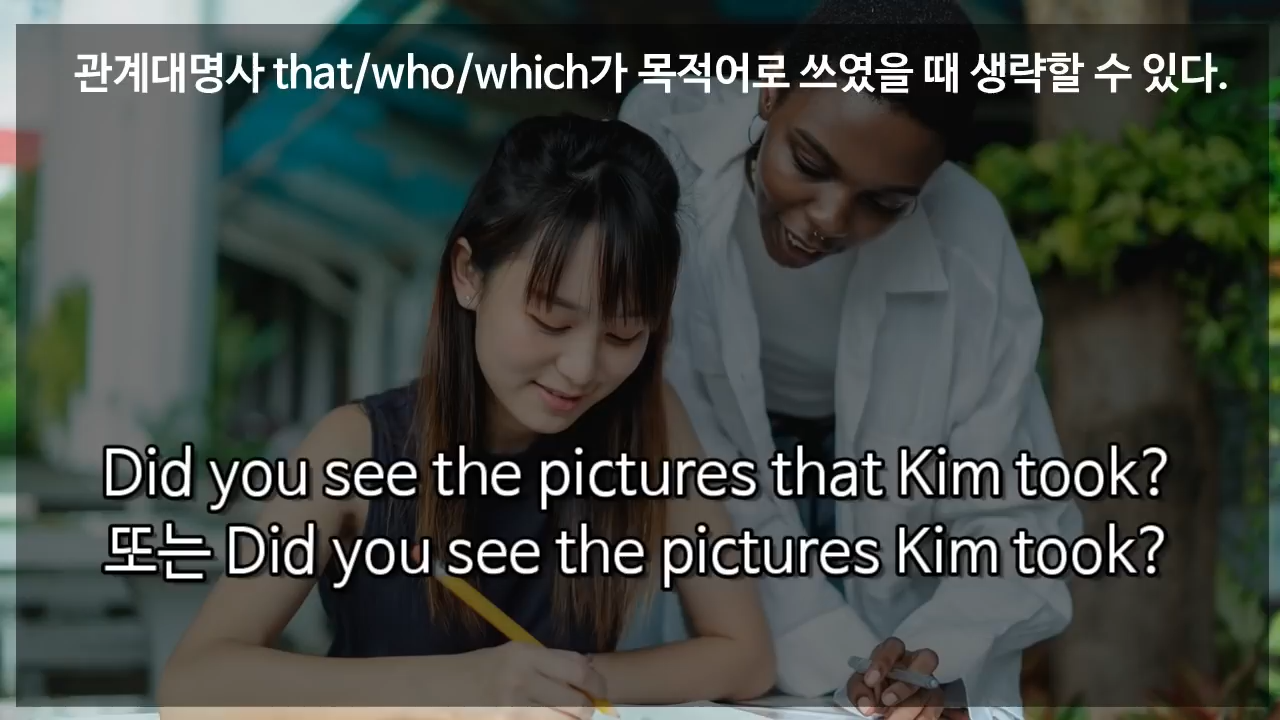 관계대명사 that/who/which가 목적어로 쓰였을 때 생략할 수 있다.
Did you see the pictures that Kim took?
또는 Did you see the pictures Kim took?